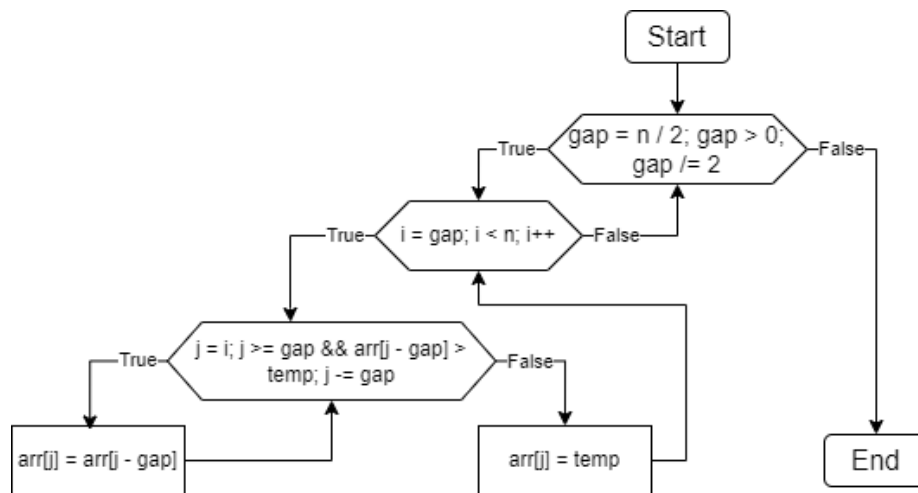 Start
gap = n / 2; gap > 0;
gap /= 2
True
False
i = gap; i < n; i++
True
False
j = i; j >= gap && arr[j - gap] >
temp; j -= gap
True
False
arr[j] = arr[j - gap]
arr[j] = temp
End